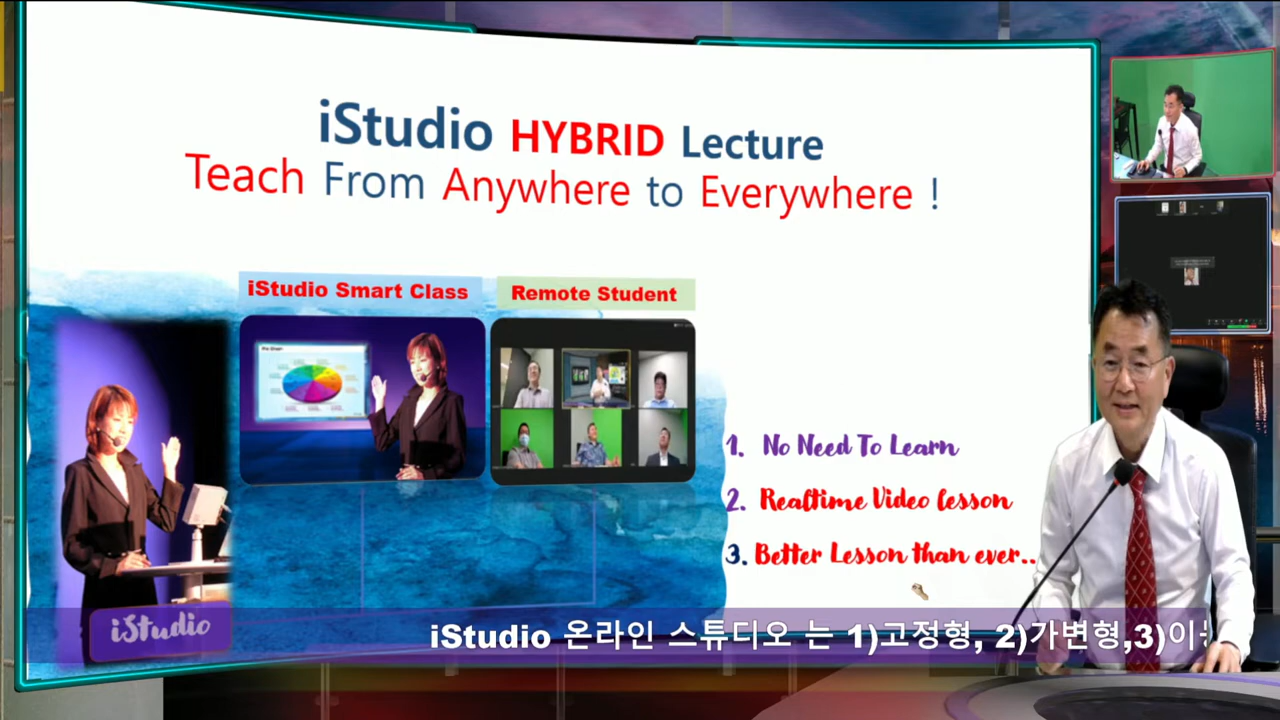 iStudio HYBRID Lecture
Teach From Anywhere to Everywhere !
iStudio Smart Class
Remote Student
1. No Need To Learn
2. Realtime Video lesson
3. Better Lesson than ever..
iStudio
iStudio 온라인 스튜디오 는 1)고정형, 2)가변형,3)이